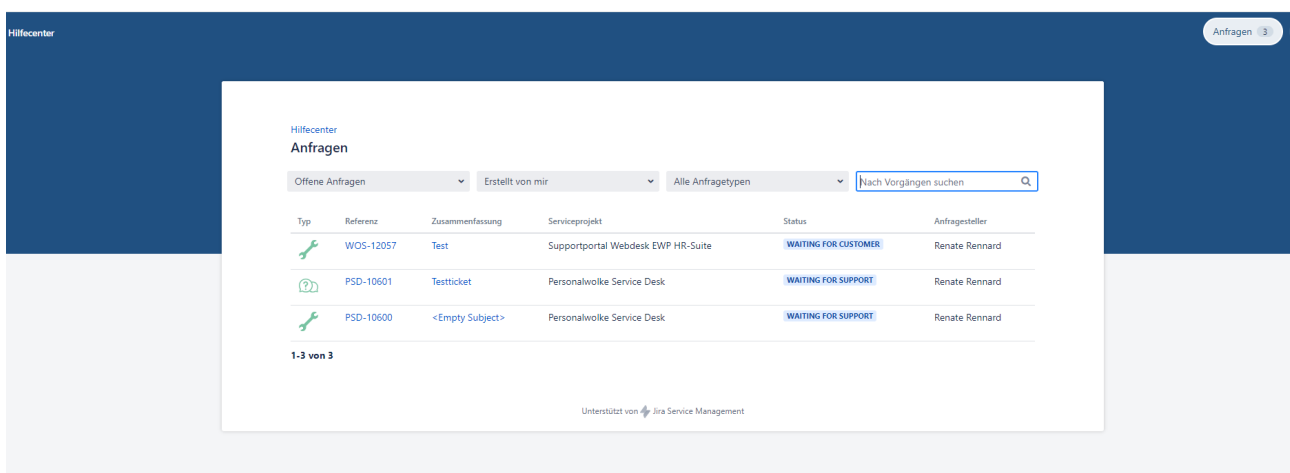 Hilfecenter
Anfragen 3
Hilfecenter
Anfragen
Offene Anfragen Erstellt von mir Alle Anfragetypen Nach Vorgängen suchen
Typ Referenz Zusammenfassung Serviceprojekt Status Anfragesteller
WOS-12057 Test Supportportal Webdesk EWP HR-Suite WAITING FOR CUSTOMER Renate Rennard
PSD-10601 Testticket Personalwolke Service Desk WAITING FOR SUPPORT Renate Rennard
PSD-10600 <Empty Subject> Personalwolke Service Desk WAITING FOR SUPPORT Renate Rennard
1-3 von 3
Unterstützt von Jira Service Management